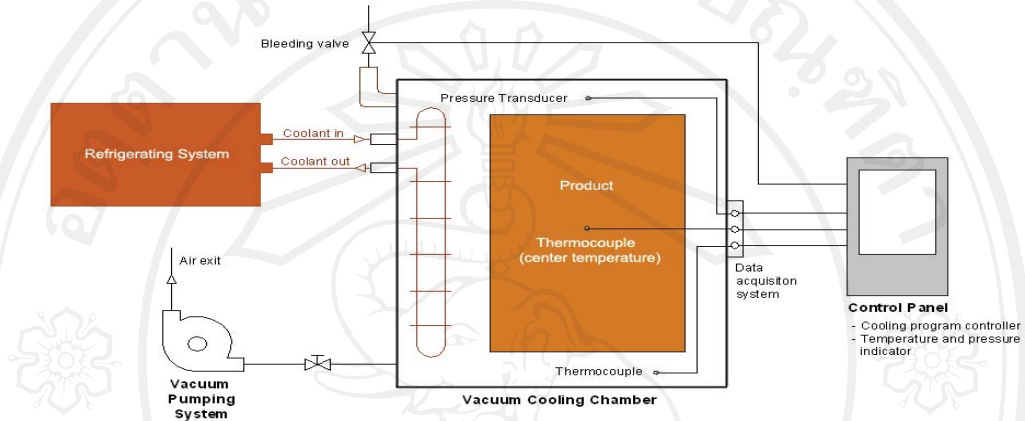 Bleeding valve
Pressure Transducer
Coolant in
Refrigerating System
Coolant out
Product
Thermocouple
(center temperature)
Air exit
Data
acquisiton
system
Control Panel
- Cooling program controller
- Temperature and pressure
indicator
Thermocouple
Vacuum
Pumping
System
Vacuum Cooling Chamber